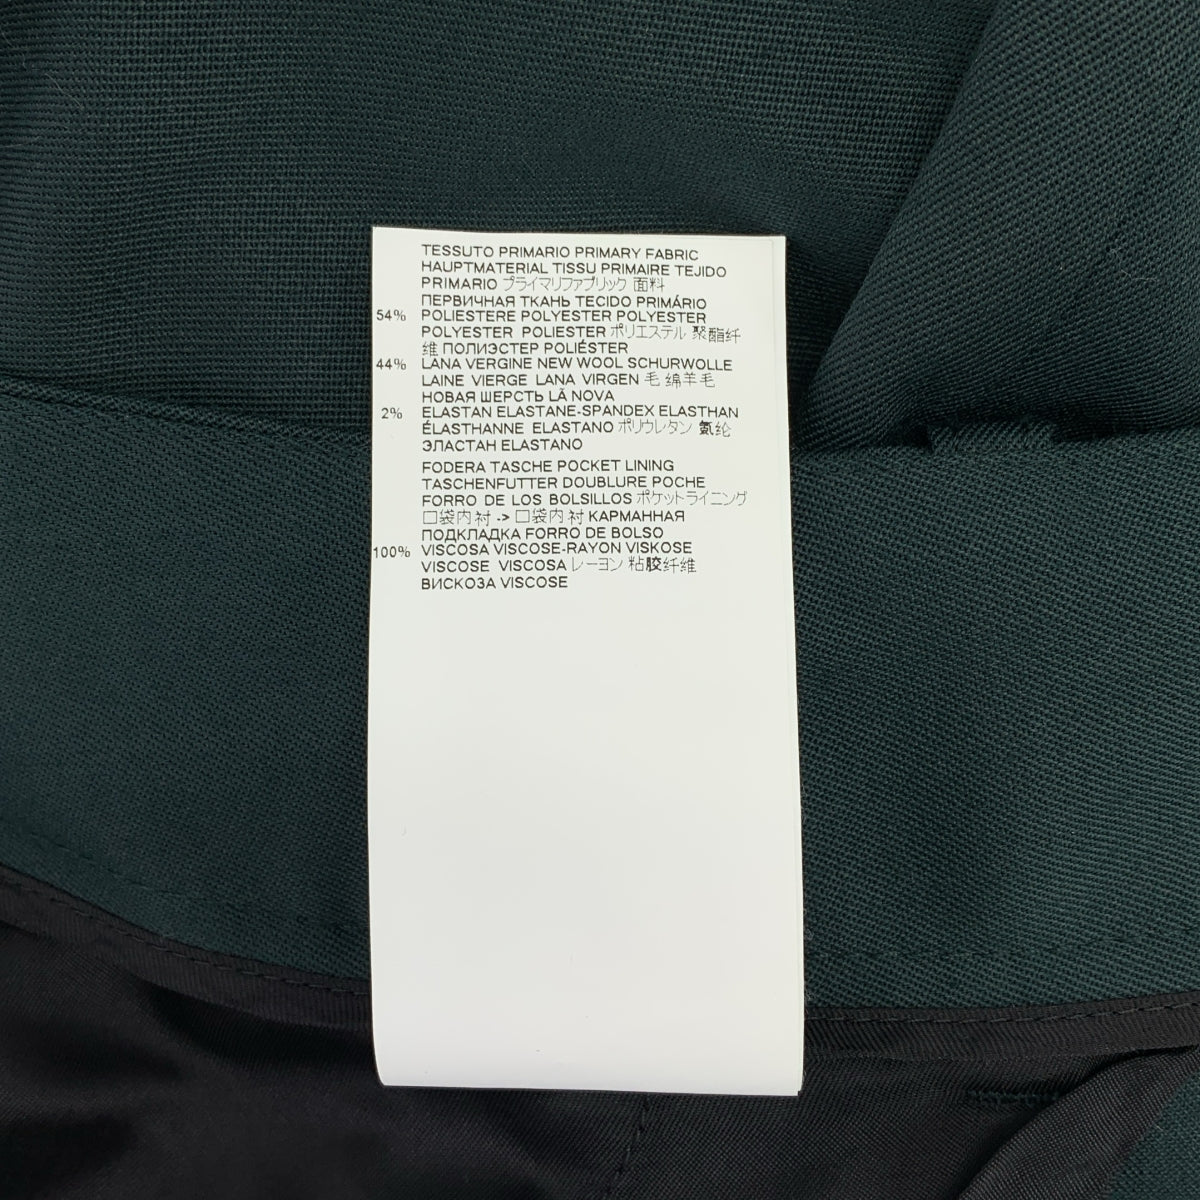 TESSUTO PRIMARIO PRIMARY FABRIC
HAUPTMATERIAL TISSU PRIMAIRE TEJIDO
PRIMARIO プライマリファブリック 面料
ПЕРВИЧНАЯ ТКАНЬ TECIDO PRIMÁRIO
54% POLIESTERE POLYESTER POLYESTER
POLYESTER POLIESTER ポリエステル 聚酯纤
维 ПОЛИЭСТЕР POLIÉSTER
44% LANA VERGINE NEW WOOL SCHURWOLLE
LAINE VIERGE LANA VIRGEN 毛 绵羊毛
НОВАЯ ШЕРСТЬ LÃ NOVA
2% ELASTAN ELASTANE-SPANDEX ELASTHAN
ÉLASTHANNE ELASTANO ポリウレタン 氨纶
ЭЛАСТАН ELASTANO
FODERA TASCHE POCKET LINING
TASCHENFUTTER DOUBLURE POCHE
FORRO DE LOS BOLSILLOS ポケットライニング
口袋内衬 -> 口袋内衬 КАРМАННАЯ
ПОДКЛАДКА FORRO DE BOLSO
100% VISCOSA VISCOSE-RAYON VISKOSE
VISCOSE VISCOSA レーヨン 粘胶纤维
ВИСКОЗА VISCOSE